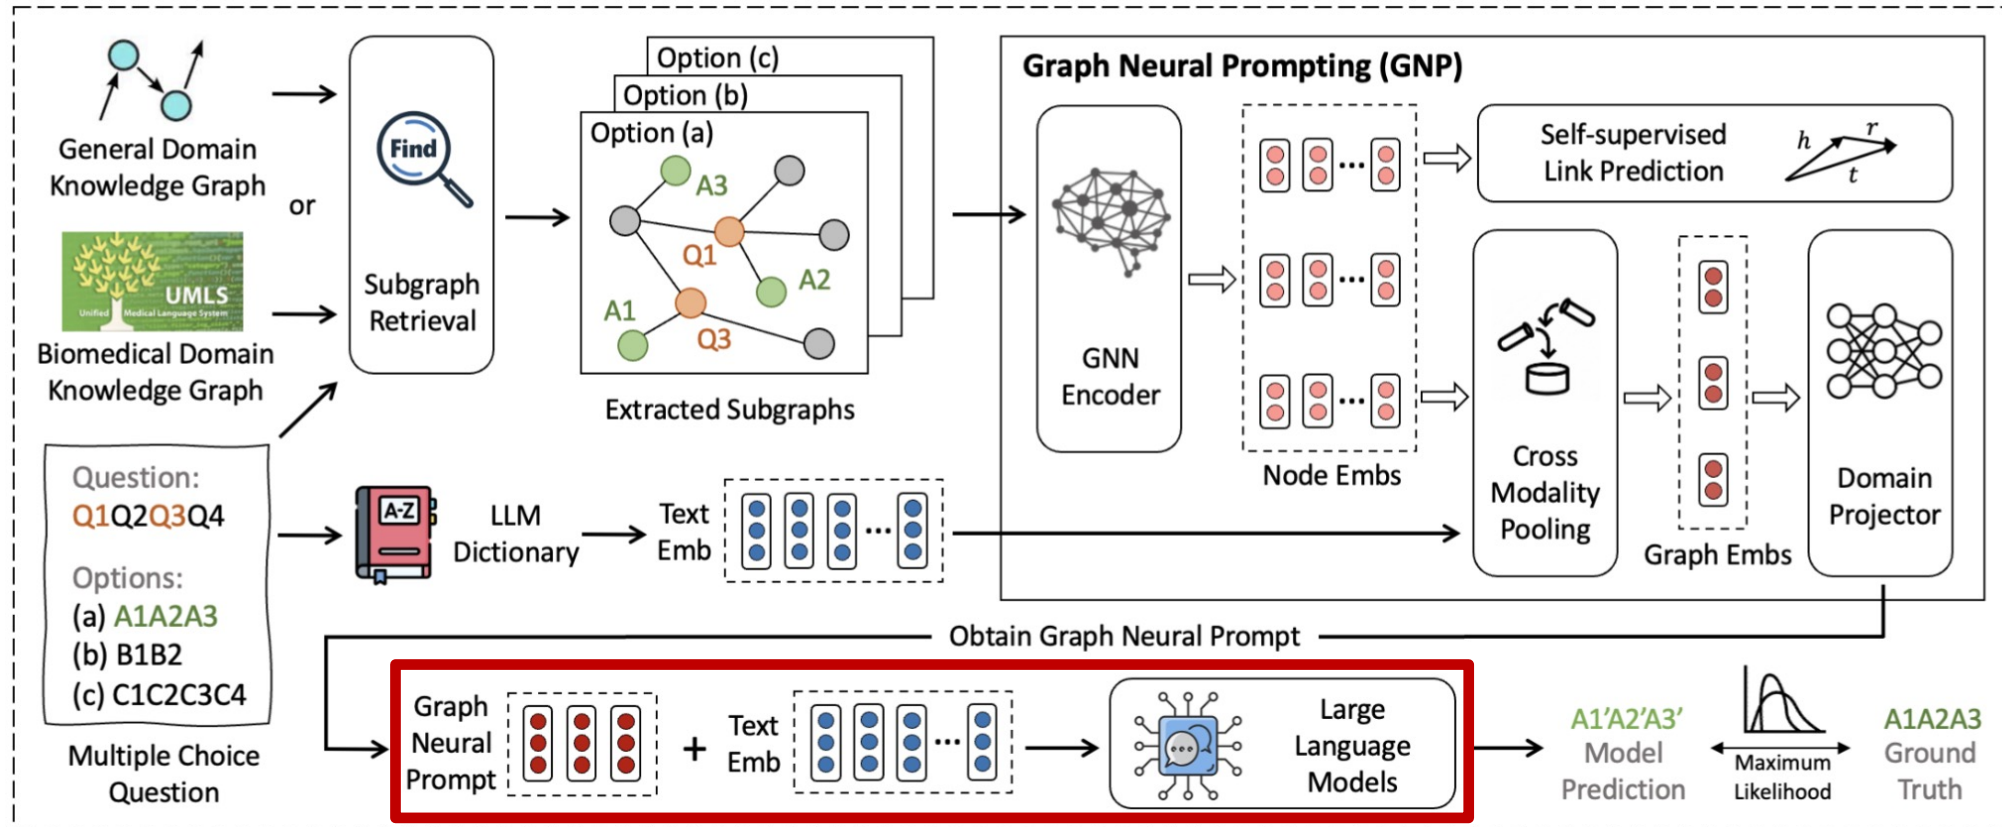 General Domain
Knowledge Graph
or
UMLS
Unified Medical Language System
Biomedical Domain
Knowledge Graph
Question:
Q1Q2Q3Q4
Options:
(a) A1A2A3
(b) B1B2
(c) C1C2C3C4
Multiple Choice
Question
Find
Subgraph
Retrieval
Option (c)
Option (b)
Option (a)
A3
Q1
A2
A1
Q3
Extracted Subgraphs
A-Z
LLM
Dictionary
Text
Emb
...
Graph Neural Prompting (GNP)
GNN
Encoder
...
...
...
Node Embs
Self-supervised
Link Prediction
h
r
t
Cross
Modality
Pooling
Graph Embs
Domain
Projector
Obtain Graph Neural Prompt
Graph
Neural
Prompt
+
Text
Emb
...
Large
Language
Models
A1'A2'A3'
Model
Prediction
Maximum
Likelihood
A1A2A3
Ground
Truth